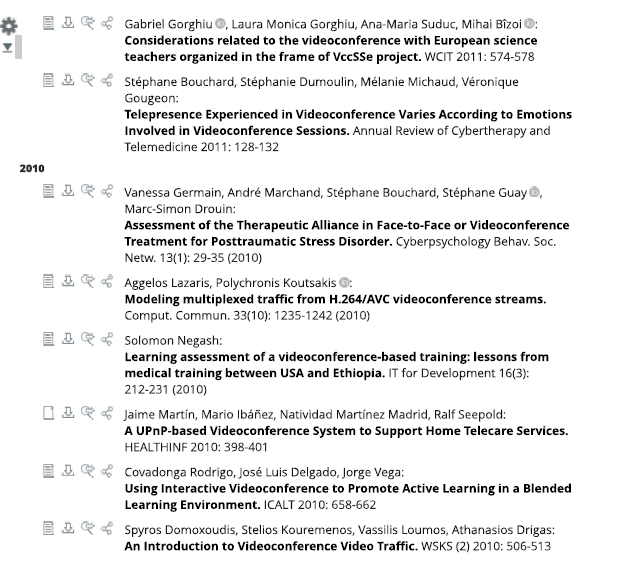 Gabriel Gorghiu, Laura Monica Gorghiu, Ana-Maria Suduc, Mihai Bîzoi:
Considerations related to the videoconference with European science
teachers organized in the frame of VccSSe project. WCIT 2011: 574-578
Stéphane Bouchard, Stéphanie Dumoulin, Mélanie Michaud, Véronique
Gougeon:
Telepresence Experienced in Videoconference Varies According to Emotions
Involved in Videoconference Sessions. Annual Review of Cybertherapy and
Telemedicine 2011: 128-132
2010
Vanessa Germain, André Marchand, Stéphane Bouchard, Stéphane Guay,
Marc-Simon Drouin:
Assessment of the Therapeutic Alliance in Face-to-Face or Videoconference
Treatment for Posttraumatic Stress Disorder. Cyberpsychology Behav. Soc.
Netw. 13(1): 29-35 (2010)
Aggelos Lazaris, Polychronis Koutsakis:
Modeling multiplexed traffic from H.264/AVC videoconference streams.
Comput. Commun. 33(10): 1235-1242 (2010)
Solomon Negash:
Learning assessment of a videoconference-based training: lessons from
medical training between USA and Ethiopia. IT for Development 16(3):
212-231 (2010)
Jaime Martín, Mario Ibáñez, Natividad Martínez Madrid, Ralf Seepold:
A UPnP-based Videoconference System to Support Home Telecare Services.
HEALTHINF 2010: 398-401
Covadonga Rodrigo, José Luis Delgado, Jorge Vega:
Using Interactive Videoconference to Promote Active Learning in a Blended
Learning Environment. ICALT 2010: 658-662
Spyros Domoxoudis, Stelios Kouremenos, Vassilis Loumos, Athanasios Drigas:
An Introduction to Videoconference Video Traffic. WSKS (2) 2010: 506-513